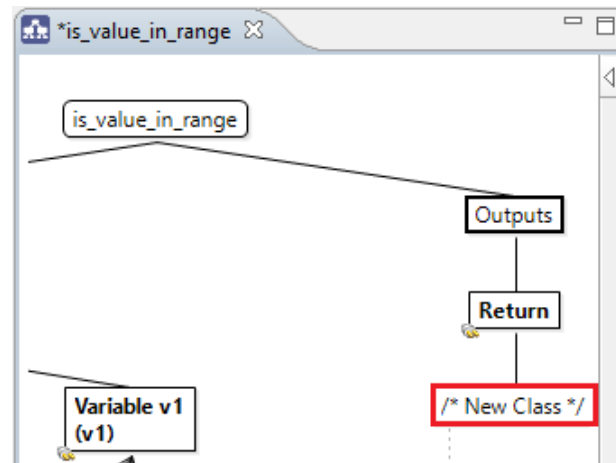 *is_value_in_range
is_value_in_range
Outputs
Return
/* New Class */
Variable v1
(v1)